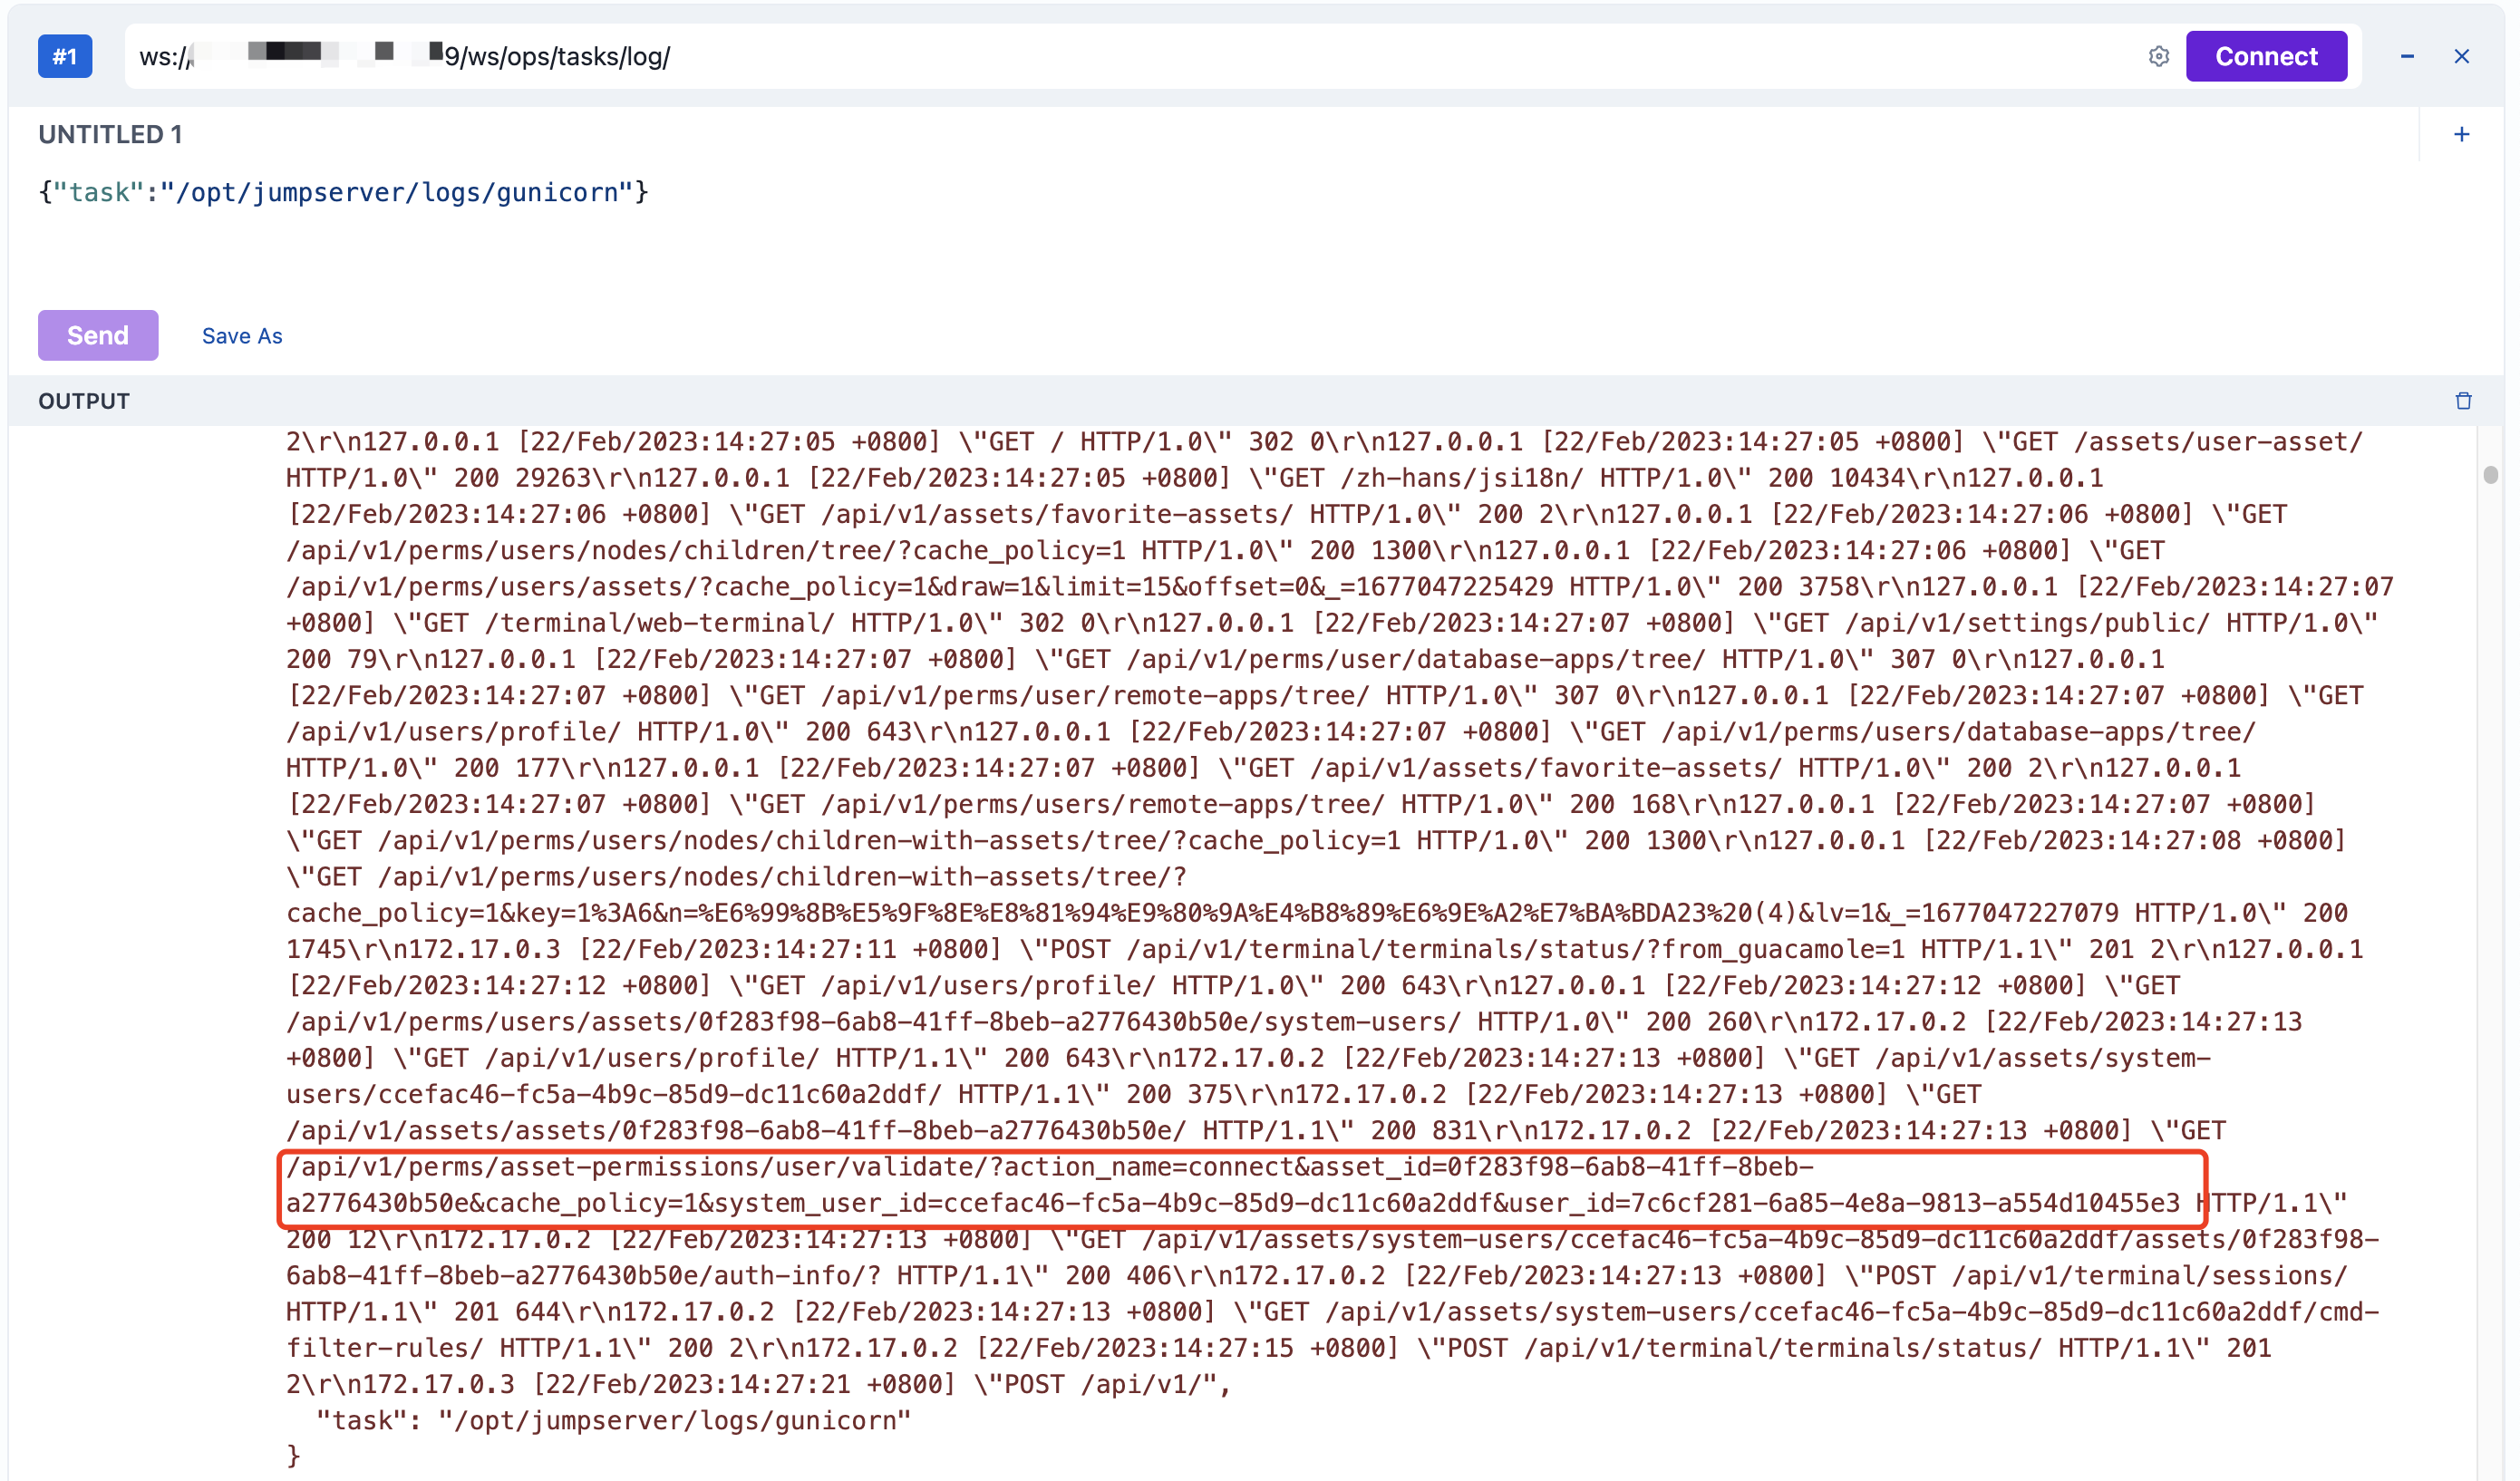 #1
ws://9/ws/ops/tasks/log/
Connect
UNTITLED 1
{"task":"/opt/jumpserver/logs/gunicorn"}
Send
Save As
OUTPUT
2\r\n127.0.0.1 [22/Feb/2023:14:27:05 +0800] \"GET / HTTP/1.0\" 302 0\r\n127.0.0.1 [22/Feb/2023:14:27:05 +0800] \"GET /assets/user-asset/
HTTP/1.0\" 200 29263\r\n127.0.0.1 [22/Feb/2023:14:27:05 +0800] \"GET /zh-hans/jsi18n/ HTTP/1.0\" 200 10434\r\n127.0.0.1
[22/Feb/2023:14:27:06 +0800] \"GET /api/v1/assets/favorite-assets/ HTTP/1.0\" 200 2\r\n127.0.0.1 [22/Feb/2023:14:27:06 +0800] \"GET
/api/v1/perms/users/nodes/children/tree/?cache_policy=1 HTTP/1.0\" 200 1300\r\n127.0.0.1 [22/Feb/2023:14:27:06 +0800] \"GET
/api/v1/perms/users/assets/?cache_policy=1&draw=1&limit=15&offset=0&_=1677047225429 HTTP/1.0\" 200 3758\r\n127.0.0.1 [22/Feb/2023:14:27:07
+0800] \"GET /terminal/web-terminal/ HTTP/1.0\" 302 0\r\n127.0.0.1 [22/Feb/2023:14:27:07 +0800] \"GET /api/v1/settings/public/ HTTP/1.0\"
200 79\r\n127.0.0.1 [22/Feb/2023:14:27:07 +0800] \"GET /api/v1/perms/user/database-apps/tree/ HTTP/1.0\" 307 0\r\n127.0.0.1
[22/Feb/2023:14:27:07 +0800] \"GET /api/v1/perms/user/remote-apps/tree/ HTTP/1.0\" 307 0\r\n127.0.0.1 [22/Feb/2023:14:27:07 +0800] \"GET
/api/v1/users/profile/ HTTP/1.0\" 200 643\r\n127.0.0.1 [22/Feb/2023:14:27:07 +0800] \"GET /api/v1/perms/users/database-apps/tree/
HTTP/1.0\" 200 177\r\n127.0.0.1 [22/Feb/2023:14:27:07 +0800] \"GET /api/v1/assets/favorite-assets/ HTTP/1.0\" 200 2\r\n127.0.0.1
[22/Feb/2023:14:27:07 +0800] \"GET /api/v1/perms/users/remote-apps/tree/ HTTP/1.0\" 200 168\r\n127.0.0.1 [22/Feb/2023:14:27:07 +0800]
\"GET /api/v1/perms/users/nodes/children-with-assets/tree/?cache_policy=1 HTTP/1.0\" 200 1300\r\n127.0.0.1 [22/Feb/2023:14:27:08 +0800]
\"GET /api/v1/perms/users/nodes/children-with-assets/tree/?
cache_policy=1&key=1%3A6&n=%E6%99%8B%E5%9F%8E%E8%81%94%E9%80%9A%E4%B8%89%E6%9E%A2%E7%BA%BDA23%20(4)&lv=1&_=1677047227079 HTTP/1.0\" 200
1745\r\n172.17.0.3 [22/Feb/2023:14:27:11 +0800] \"POST /api/v1/terminal/terminals/status/?from_guacamole=1 HTTP/1.1\" 201 2\r\n127.0.0.1
[22/Feb/2023:14:27:12 +0800] \"GET /api/v1/users/profile/ HTTP/1.0\" 200 643\r\n127.0.0.1 [22/Feb/2023:14:27:12 +0800] \"GET
/api/v1/perms/users/assets/0f283f98-6ab8-41ff-8beb-a2776430b50e/system-users/ HTTP/1.0\" 200 260\r\n172.17.0.2 [22/Feb/2023:14:27:13
+0800] \"GET /api/v1/users/profile/ HTTP/1.1\" 200 643\r\n172.17.0.2 [22/Feb/2023:14:27:13 +0800] \"GET /api/v1/assets/system-
users/ccefac46-fc5a-4b9c-85d9-dc11c60a2ddf/ HTTP/1.1\" 200 375\r\n172.17.0.2 [22/Feb/2023:14:27:13 +0800] \"GET
/api/v1/assets/assets/0f283f98-6ab8-41ff-8beb-a2776430b50e/ HTTP/1.1\" 200 831\r\n172.17.0.2 [22/Feb/2023:14:27:13 +0800] \"GET
/api/v1/perms/asset-permissions/user/validate/?action_name=connect&asset_id=0f283f98-6ab8-41ff-8beb-
a2776430b50e&cache_policy=1&system_user_id=ccefac46-fc5a-4b9c-85d9-dc11c60a2ddf&user_id=7c6cf281-6a85-4e8a-9813-a554d10455e3 HTTP/1.1\"
200 12\r\n172.17.0.2 [22/Feb/2023:14:27:13 +0800] \"GET /api/v1/assets/system-users/ccefac46-fc5a-4b9c-85d9-dc11c60a2ddf/assets/0f283f98-
6ab8-41ff-8beb-a2776430b50e/auth-info/? HTTP/1.1\" 200 406\r\n172.17.0.2 [22/Feb/2023:14:27:13 +0800] \"POST /api/v1/terminal/sessions/
HTTP/1.1\" 201 644\r\n172.17.0.2 [22/Feb/2023:14:27:13 +0800] \"GET /api/v1/assets/system-users/ccefac46-fc5a-4b9c-85d9-dc11c60a2ddf/cmd-
filter-rules/ HTTP/1.1\" 200 2\r\n172.17.0.2 [22/Feb/2023:14:27:15 +0800] \"POST /api/v1/terminal/terminals/status/ HTTP/1.1\" 201
2\r\n172.17.0.3 [22/Feb/2023:14:27:21 +0800] \"POST /api/v1/",
"task": "/opt/jumpserver/logs/gunicorn"
}